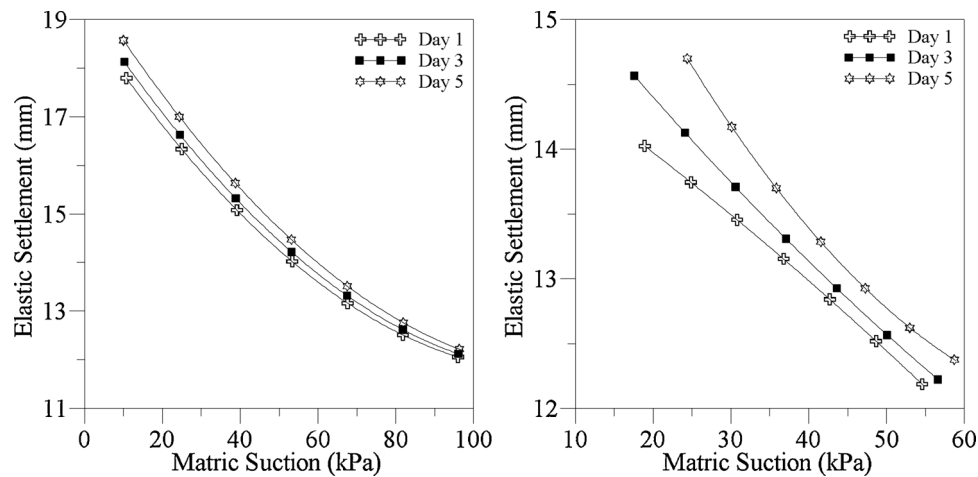 19
17
15
13
11
Elastic Settlement (mm)
Day 1
Day 3
Day 5
0
20
40
60
80
100
Matric Suction (kPa)
15
14
13
12
Elastic Settlement (mm)
Day 1
Day 3
Day 5
10
20
30
40
50
60
Matric Suction (kPa)